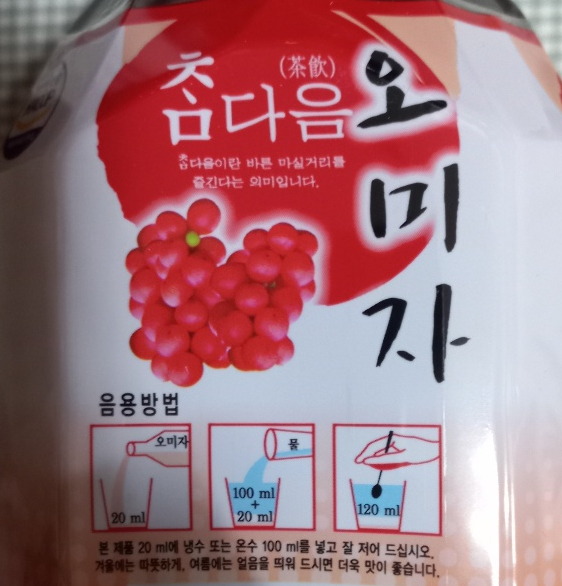 참다음
(茶飮)
오미자
참다음이란 바른 마실거리를
즐긴다는 의미입니다.
음용방법
오미자
20 ml
물
100 ml
+
20 ml
120 ml
본 제품 20 ml에 냉수 또는 온수 100 ml를 넣고 잘 저어 드십시오.
겨울에는 따뜻하게, 여름에는 얼음을 띄워 드시면 더욱 맛이 좋습니다.